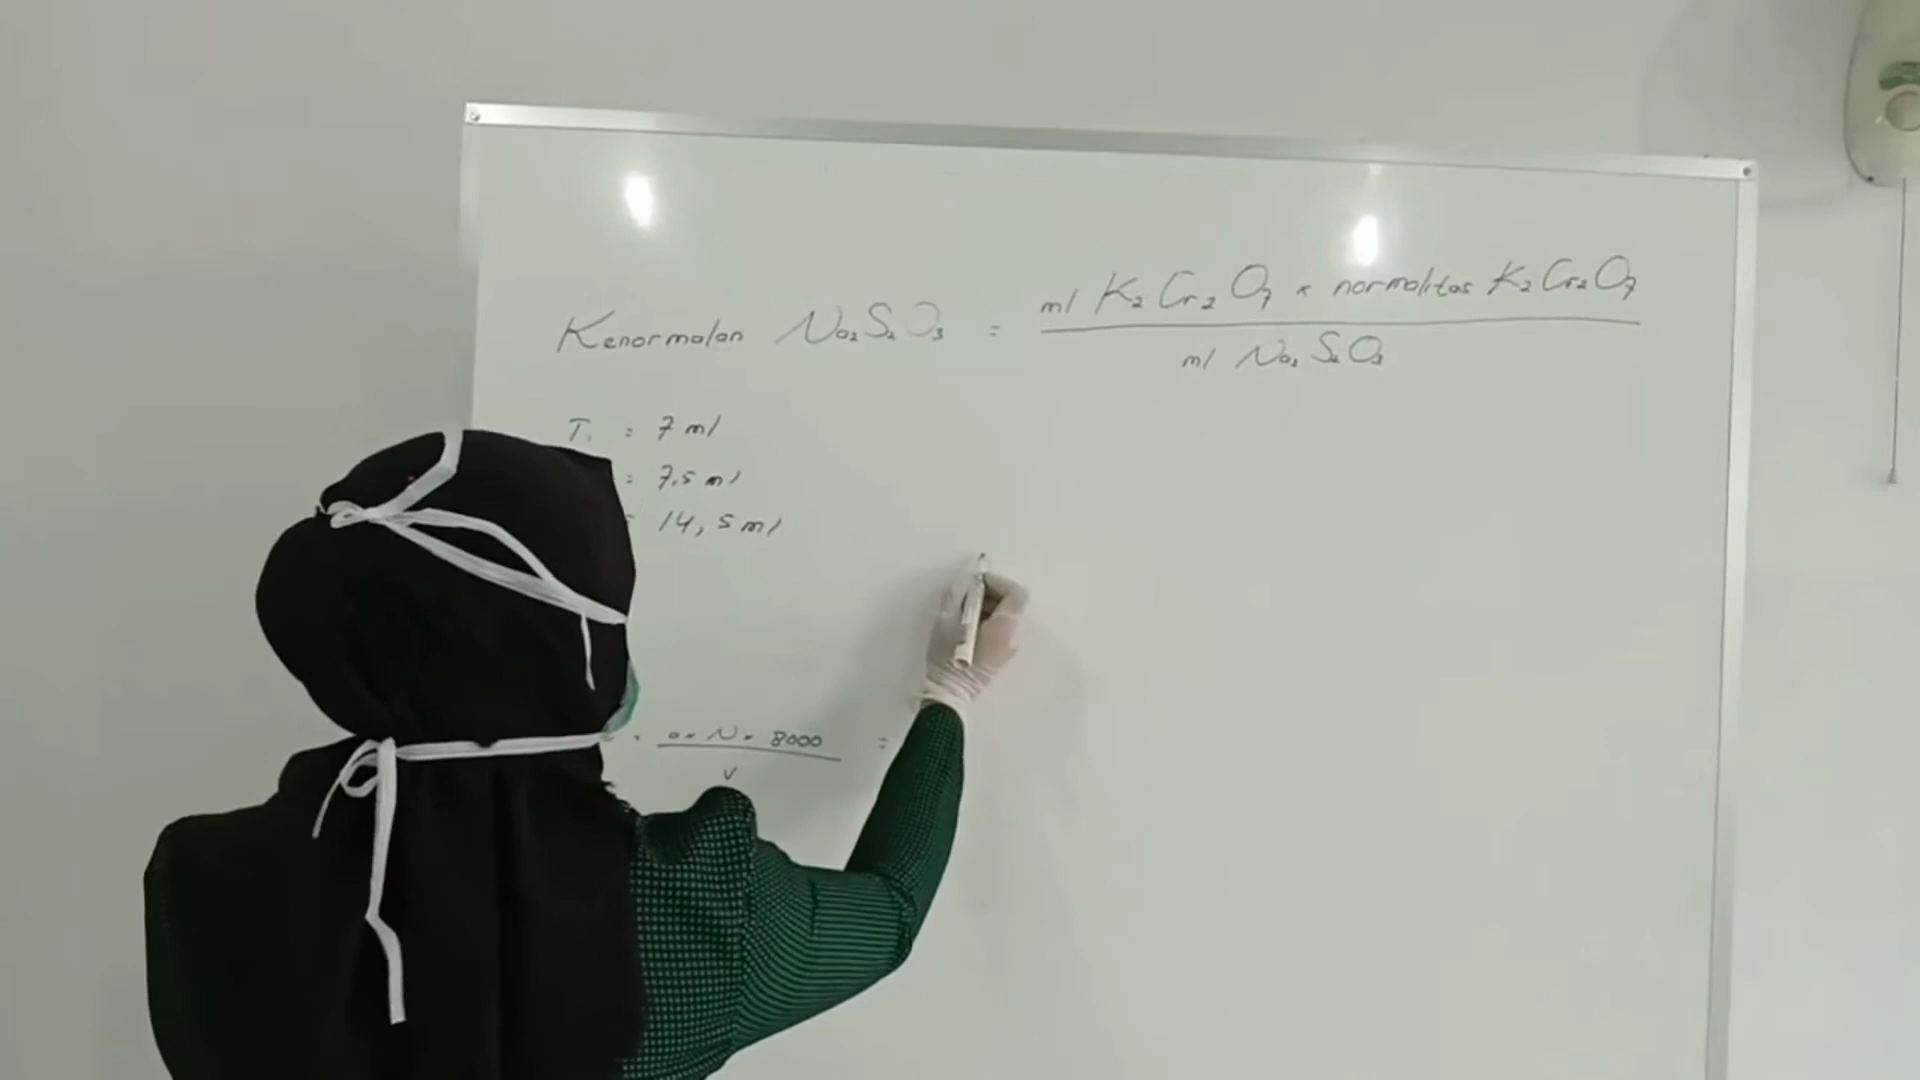 Kenormalan Na₂S₂O₃ = ml K₂Cr₂O₇ × normalitas K₂Cr₂O₇
ml Na₂S₂O₃
T₁ = 7 ml
= 7,5 ml
= 14,5 ml
a × N × 8000 =
V